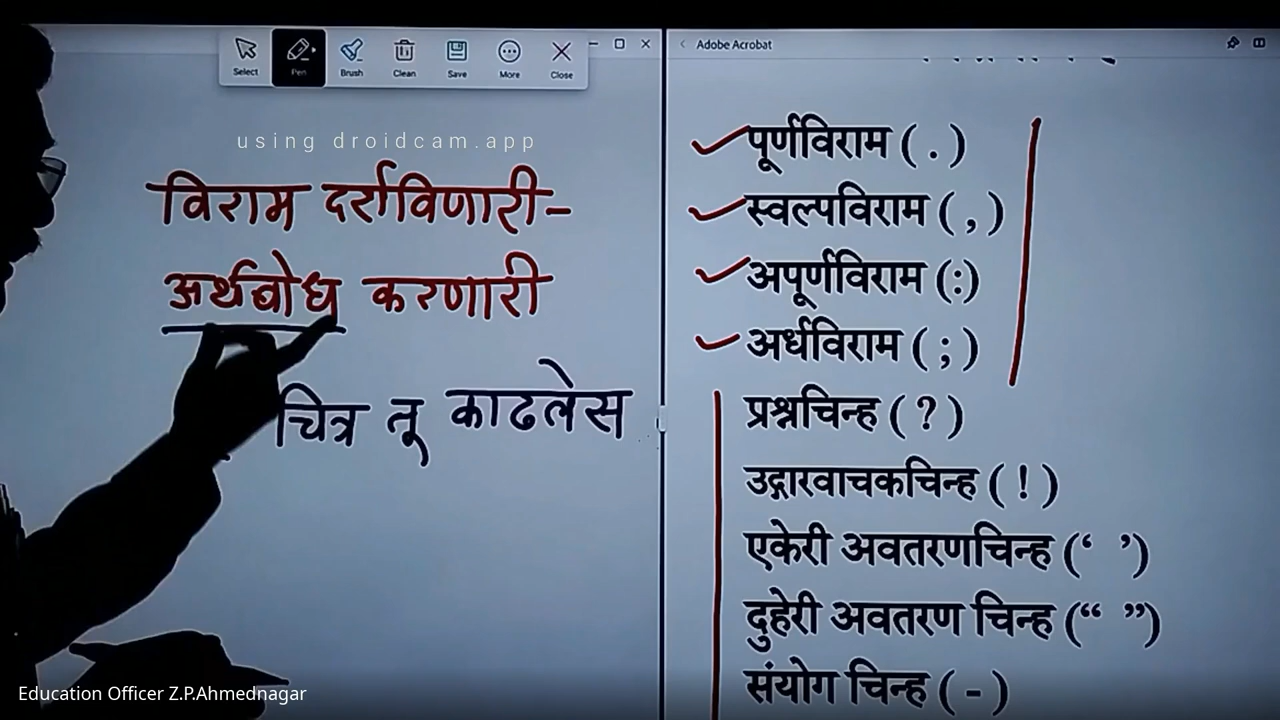 Select Pen Brush Clean Save More Close
Adobe Acrobat
using droidcam.app
विराम दर्शविणारी-
अर्थबोध करणारी
चित्र तू काढलेस
पूर्णविराम ( . )
स्वल्पविराम ( , )
अपूर्णविराम (:)
अर्धविराम ( ; )
प्रश्नचिन्ह ( ? )
उद्गारवाचकचिन्ह ( ! )
एकेरी अवतरणचिन्ह (‘ ’)
दुहेरी अवतरण चिन्ह (“ ”)
संयोग चिन्ह ( - )
Education Officer Z.P.Ahmednagar